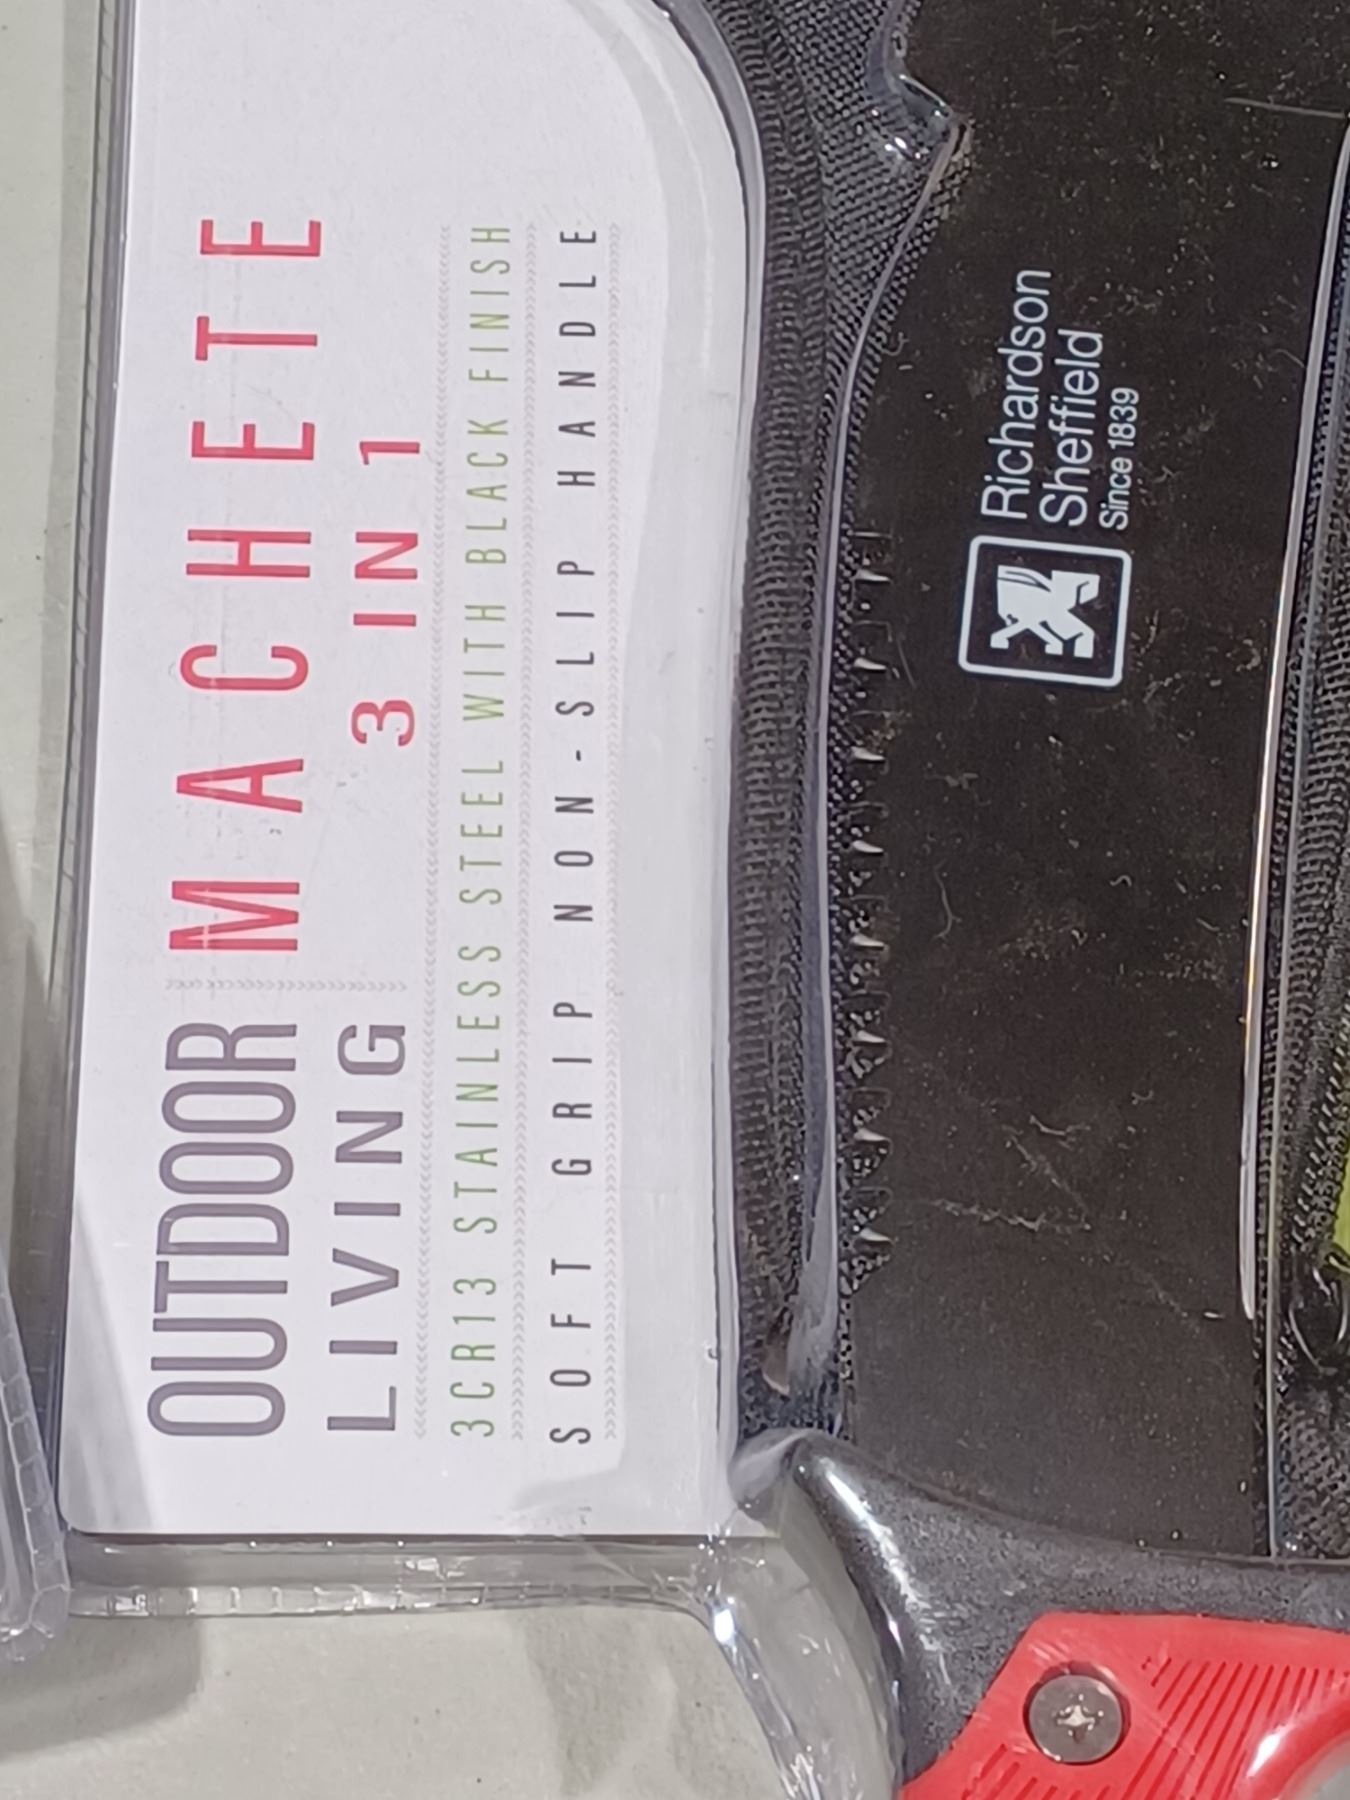 OUTDOOR
LIVING
MACHETE
3 IN 1
3CR13 STAINLESS STEEL WITH BLACK FINISH
SOFT GRIP NON-SLIP HANDLE
Richardson
Sheffield
Since 1839